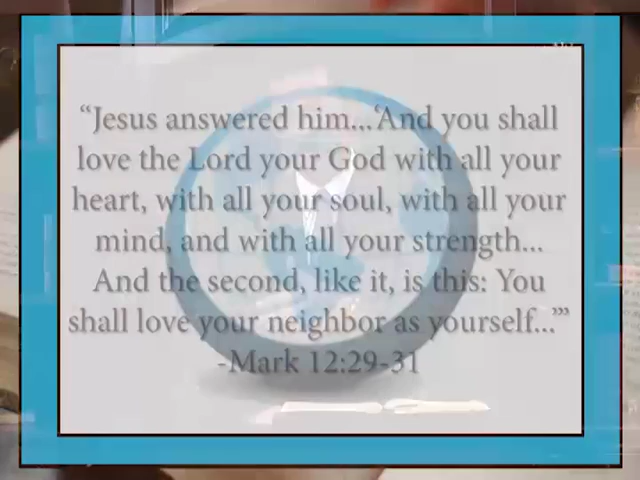 “Jesus answered him...‘And you shall
love the Lord your God with all your
heart, with all your soul, with all your
mind, and with all your strength...
And the second, like it, is this: You
shall love your neighbor as yourself...’”
-Mark 12:29-31